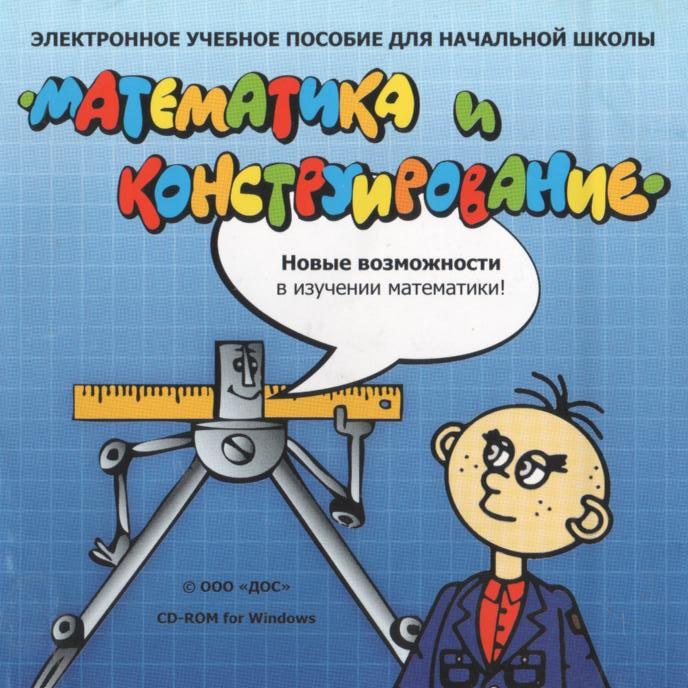 ЭЛЕКТРОННОЕ УЧЕБНОЕ ПОСОБИЕ ДЛЯ НАЧАЛЬНОЙ ШКОЛЫ
·МАТЕМАТИКА и
КОНСТРУИРОВАНИЕ·
Новые возможности
в изучении математики!
© ООО «ДОС»
CD-ROM for Windows